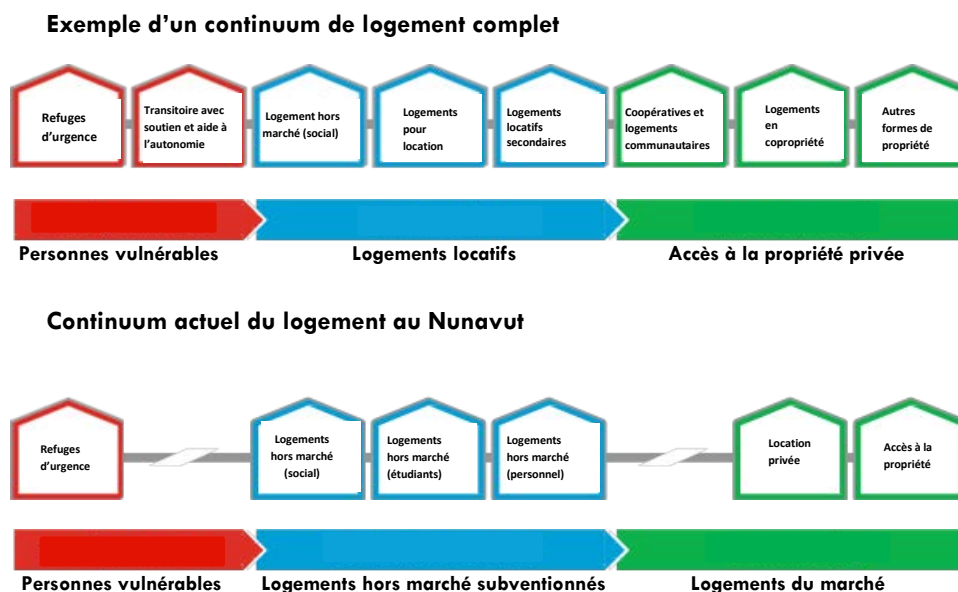 Exemple d'un continuum de logement complet
Refuges
d'urgence
Transitoire avec
soutien et aide à
l'autonomie
Logement hors
marché (social)
Logements
pour
location
Logements
locatifs
secondaires
Coopératives et
logements
communautaires
Logements
en
copropriété
Autres
formes de
propriété
Personnes vulnérables
Logements locatifs
Accès à la propriété privée
Continuum actuel du logement au Nunavut
Refuges
d'urgence
Logements
hors marché
(social)
Logements
hors marché
(étudiants)
Logements
hors marché
(personnel)
Location
privée
Accès à la
propriété
Personnes vulnérables
Logements hors marché subventionnés
Logements du marché